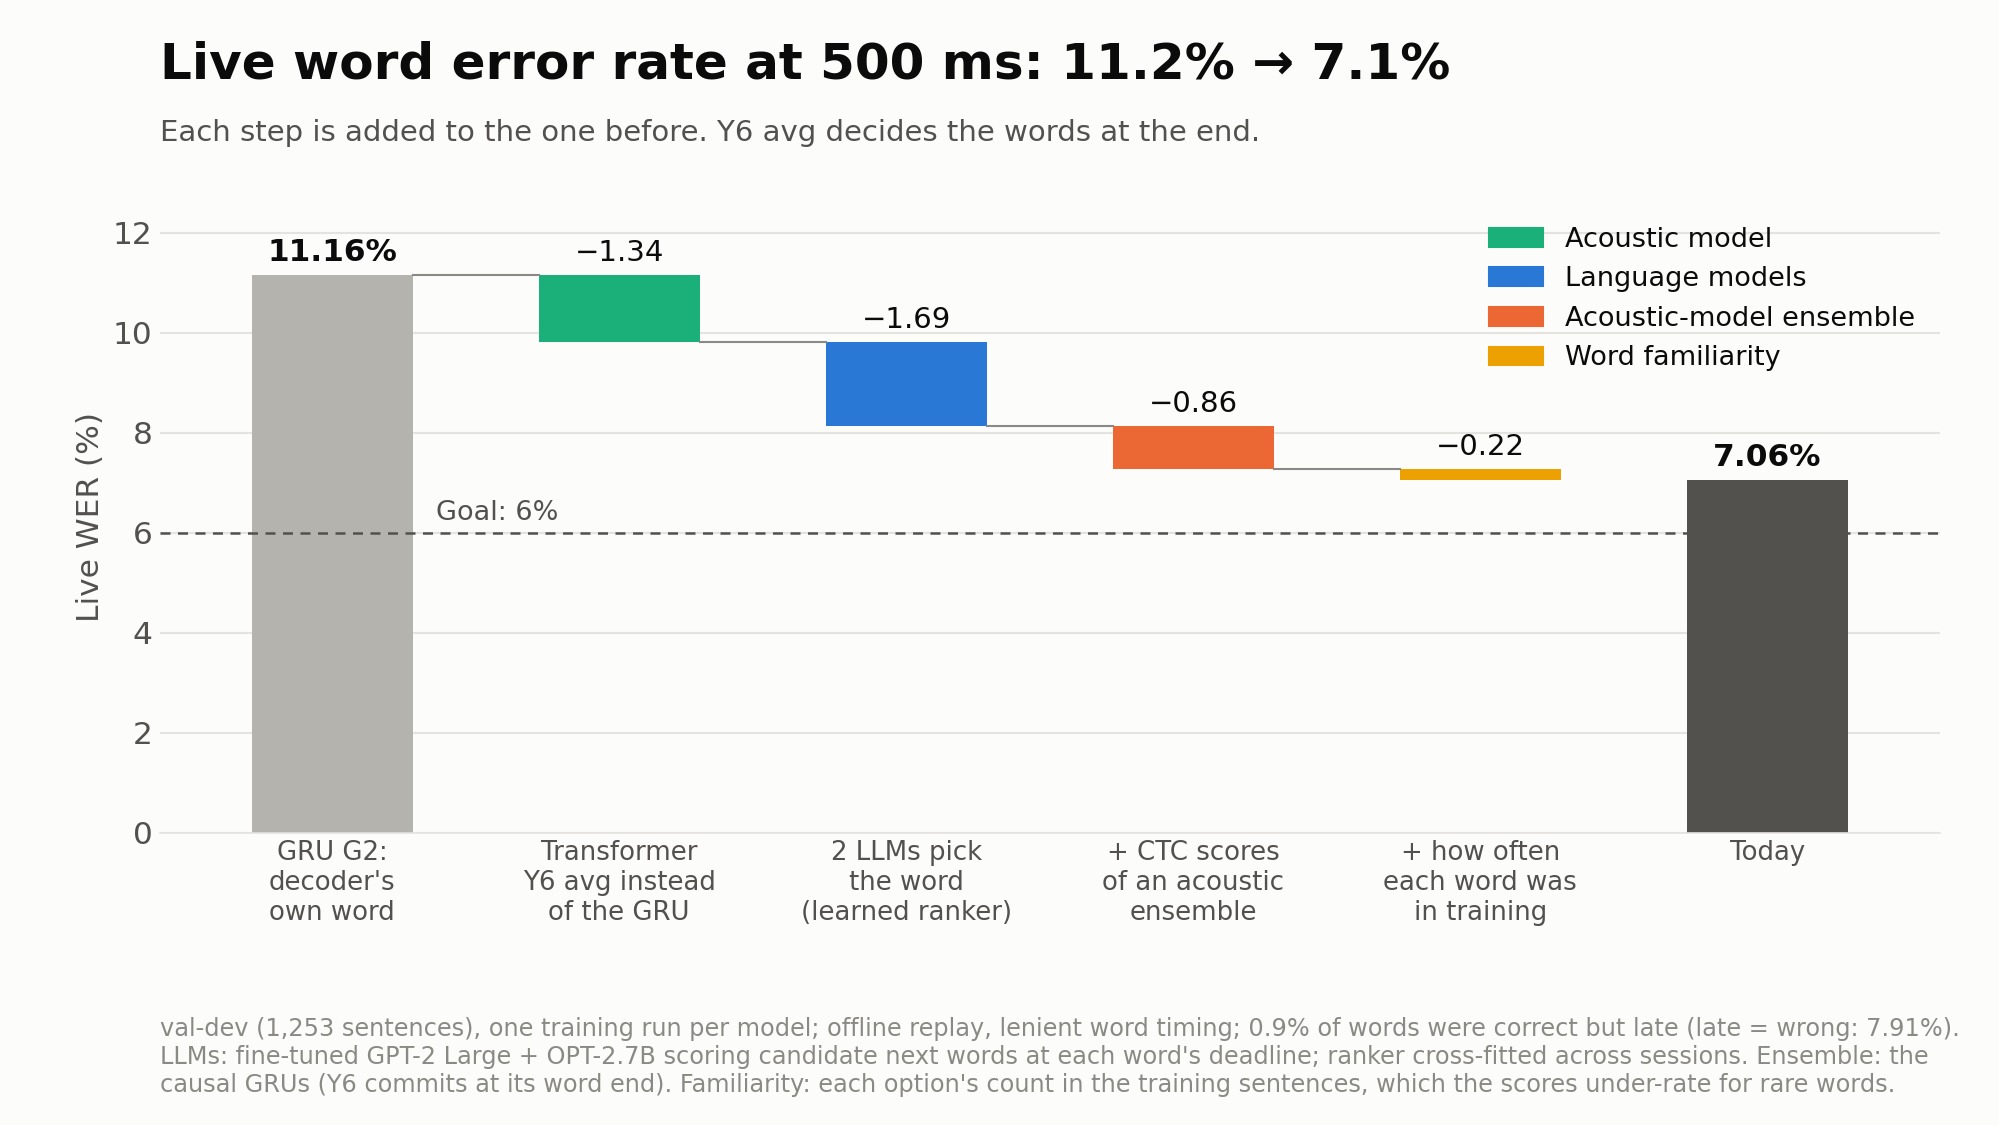 Live word error rate at 500 ms: 11.2% → 7.1%
Each step is added to the one before. Y6 avg decides the words at the end.
Live WER (%)
12
10
8
6
4
2
0
11.16%
−1.34
−1.69
−0.86
−0.22
7.06%
Goal: 6%
Acoustic model
Language models
Acoustic-model ensemble
Word familiarity
GRU G2:
decoder's
own word
Transformer
Y6 avg instead
of the GRU
2 LLMs pick
the word
(learned ranker)
+ CTC scores
of an acoustic
ensemble
+ how often
each word was
in training
Today
val-dev (1,253 sentences), one training run per model; offline replay, lenient word timing; 0.9% of words were correct but late (late = wrong: 7.91%).
LLMs: fine-tuned GPT-2 Large + OPT-2.7B scoring candidate next words at each word's deadline; ranker cross-fitted across sessions. Ensemble: the
causal GRUs (Y6 commits at its word end). Familiarity: each option's count in the training sentences, which the scores under-rate for rare words.